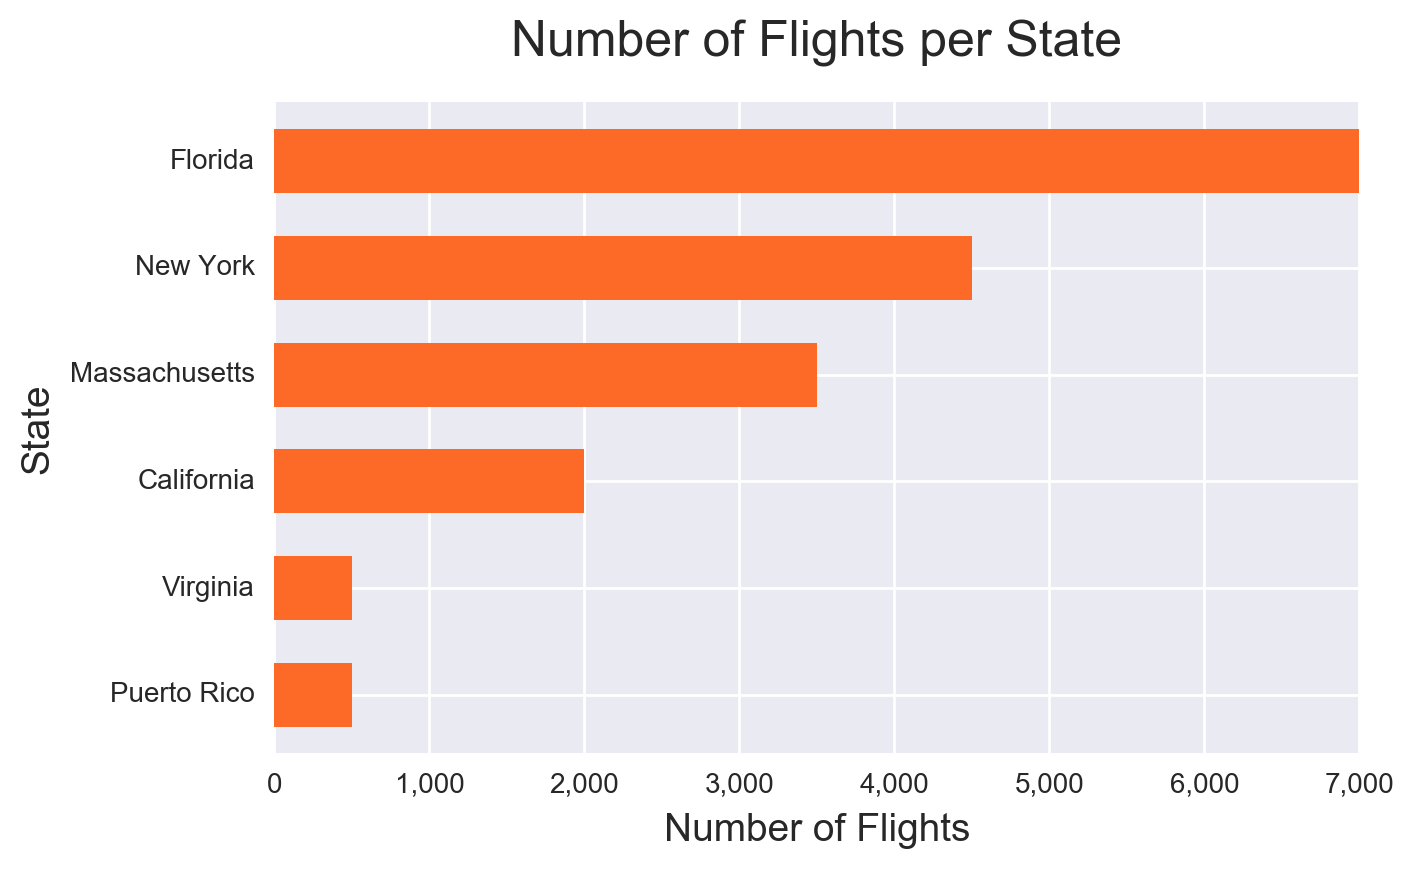 Number of Flights per State
Florida
New York
Massachusetts
California
Virginia
Puerto Rico
State
0 1,000 2,000 3,000 4,000 5,000 6,000 7,000
Number of Flights